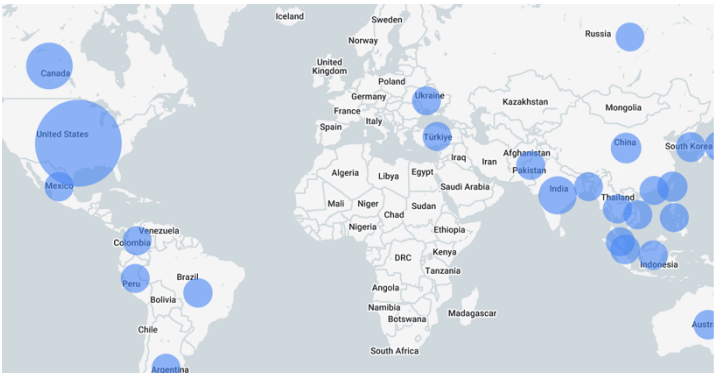 Iceland
Sweden
Russia
Norway
Canada
United
Kingdom
Poland
Ukraine
Germany
Kazakhstan
Mongolia
France
Italy
Spain
United States
Türkiye
China
South Korea
Afghanistan
Iraq
Iran
Algeria
Libya
Egypt
Pakistan
Mexico
Saudi Arabia
India
Thailand
Mali
Niger
Sudan
Chad
Nigeria
Ethiopia
Venezuela
Colombia
Kenya
DRC
Indonesia
Tanzania
Brazil
Peru
Angola
Bolivia
Namibia
Botswana
Madagascar
Austr
Chile
South Africa
Argentina